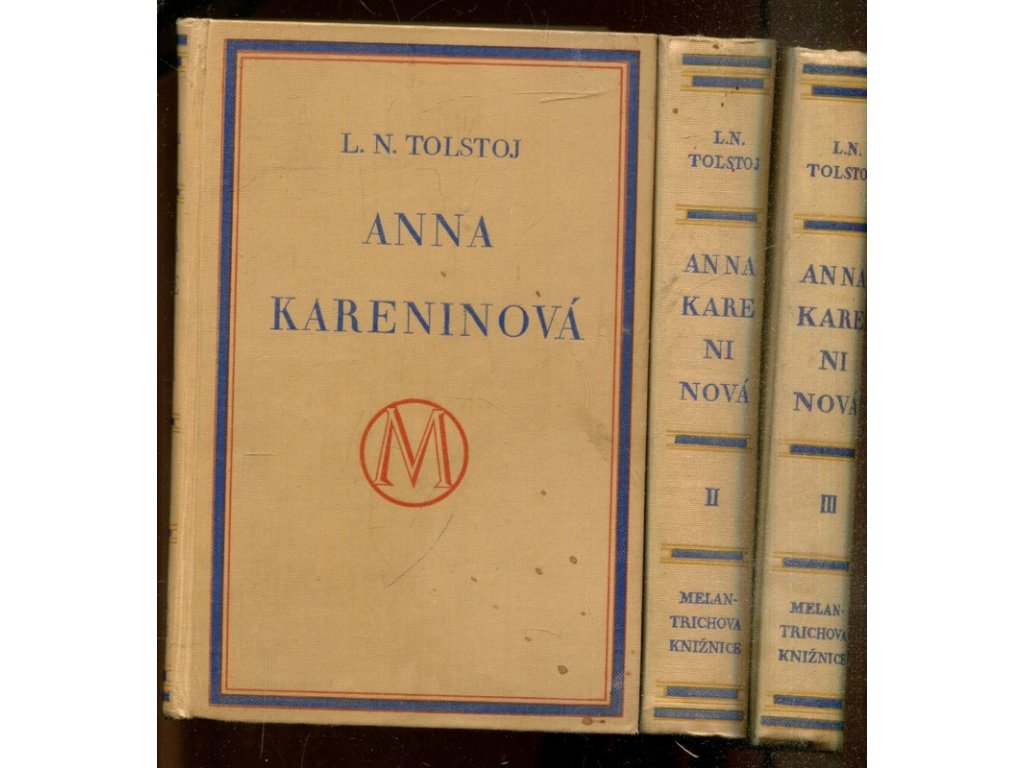 L. N. TOLSTOJ
ANNA
KARENINOVÁ
M
L.N.
TOLSTOJ
ANNA
KARE
NI
NOVÁ
II
MELAN-
TRICHOVA
KNIŽNICE
L.N.
TOLSTO
ANNA
KARE
NI
NOVÁ
III
MELAN-
TRICHOVA
KNIŽNICE